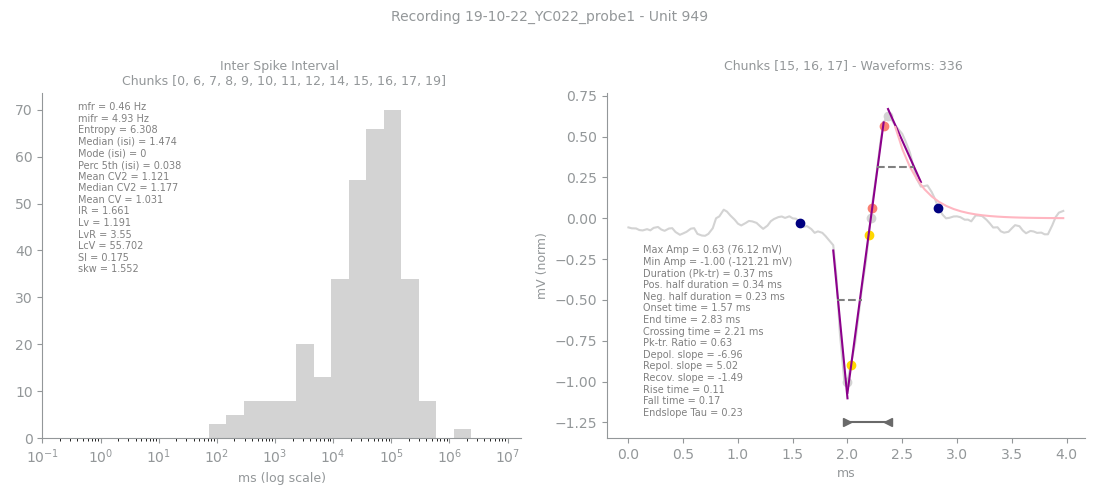 Recording 19-10-22_YC022_probe1 - Unit 949
Inter Spike Interval
Chunks [0, 6, 7, 8, 9, 10, 11, 12, 14, 15, 16, 17, 19]
mfr = 0.46 Hz
mifr = 4.93 Hz
Entropy = 6.308
Median (isi) = 1.474
Mode (isi) = 0
Perc 5th (isi) = 0.038
Mean CV2 = 1.121
Median CV2 = 1.177
Mean CV = 1.031
IR = 1.661
Lv = 1.191
LvR = 3.55
LcV = 55.702
SI = 0.175
skw = 1.552
70
60
50
40
30
20
10
0
10⁻¹ 10⁰ 10¹ 10² 10³ 10⁴ 10⁵ 10⁶ 10⁷
ms (log scale)
Chunks [15, 16, 17] - Waveforms: 336
mV (norm)
0.75
0.50
0.25
0.00
−0.25
−0.50
−0.75
−1.00
−1.25
Max Amp = 0.63 (76.12 mV)
Min Amp = -1.00 (-121.21 mV)
Duration (Pk-tr) = 0.37 ms
Pos. half duration = 0.34 ms
Neg. half duration = 0.23 ms
Onset time = 1.57 ms
End time = 2.83 ms
Crossing time = 2.21 ms
Pk-tr. Ratio = 0.63
Depol. slope = -6.96
Repol. slope = 5.02
Recov. slope = -1.49
Rise time = 0.11
Fall time = 0.17
Endslope Tau = 0.23
0.0 0.5 1.0 1.5 2.0 2.5 3.0 3.5 4.0
ms